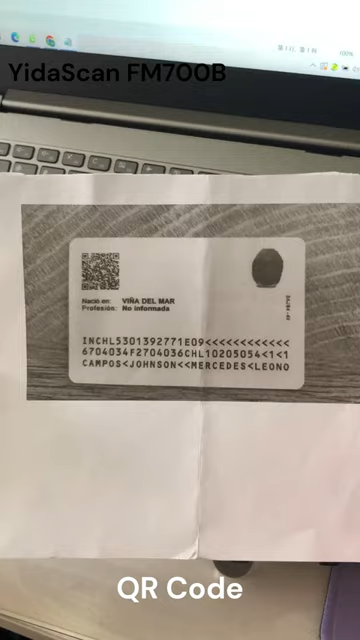 YidaScan FM700B
Nació en: VIÑA DEL MAR
Profesión: No informada
INCHL5301392771E09<<<<<<<<<<<<
6704034F2704036CHL10205054<1<1
CAMPOS<JOHNSON<<MERCEDES<LEONO
QR Code